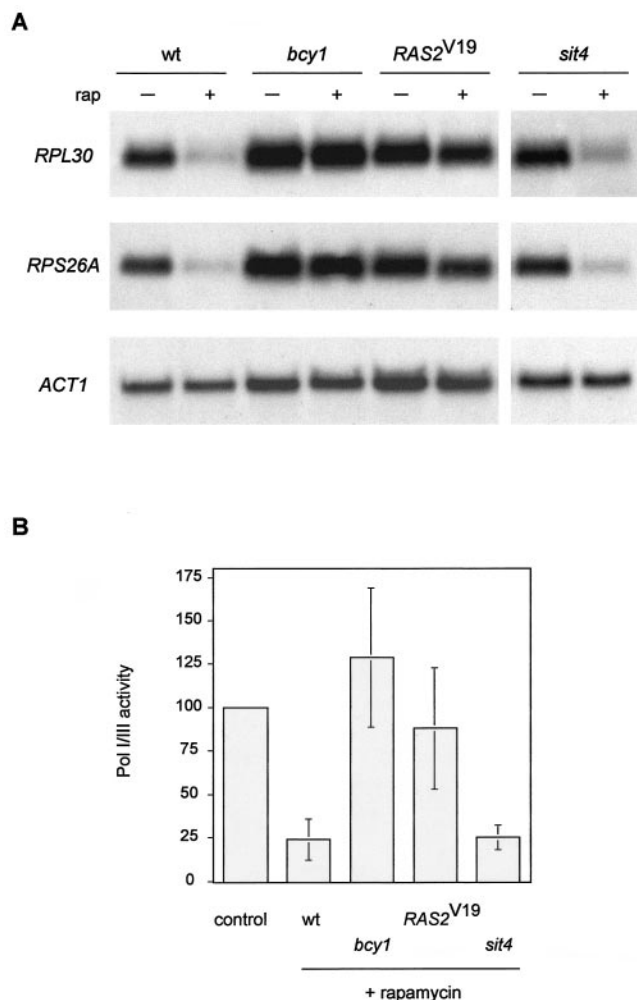 A
wt bcy1 RAS2V19 sit4
rap − + − + − + − +
RPL30
RPS26A
ACT1
B
175
150
125
100
75
50
25
0
Pol I/III activity
control wt RAS2V19
bcy1 sit4
+ rapamycin